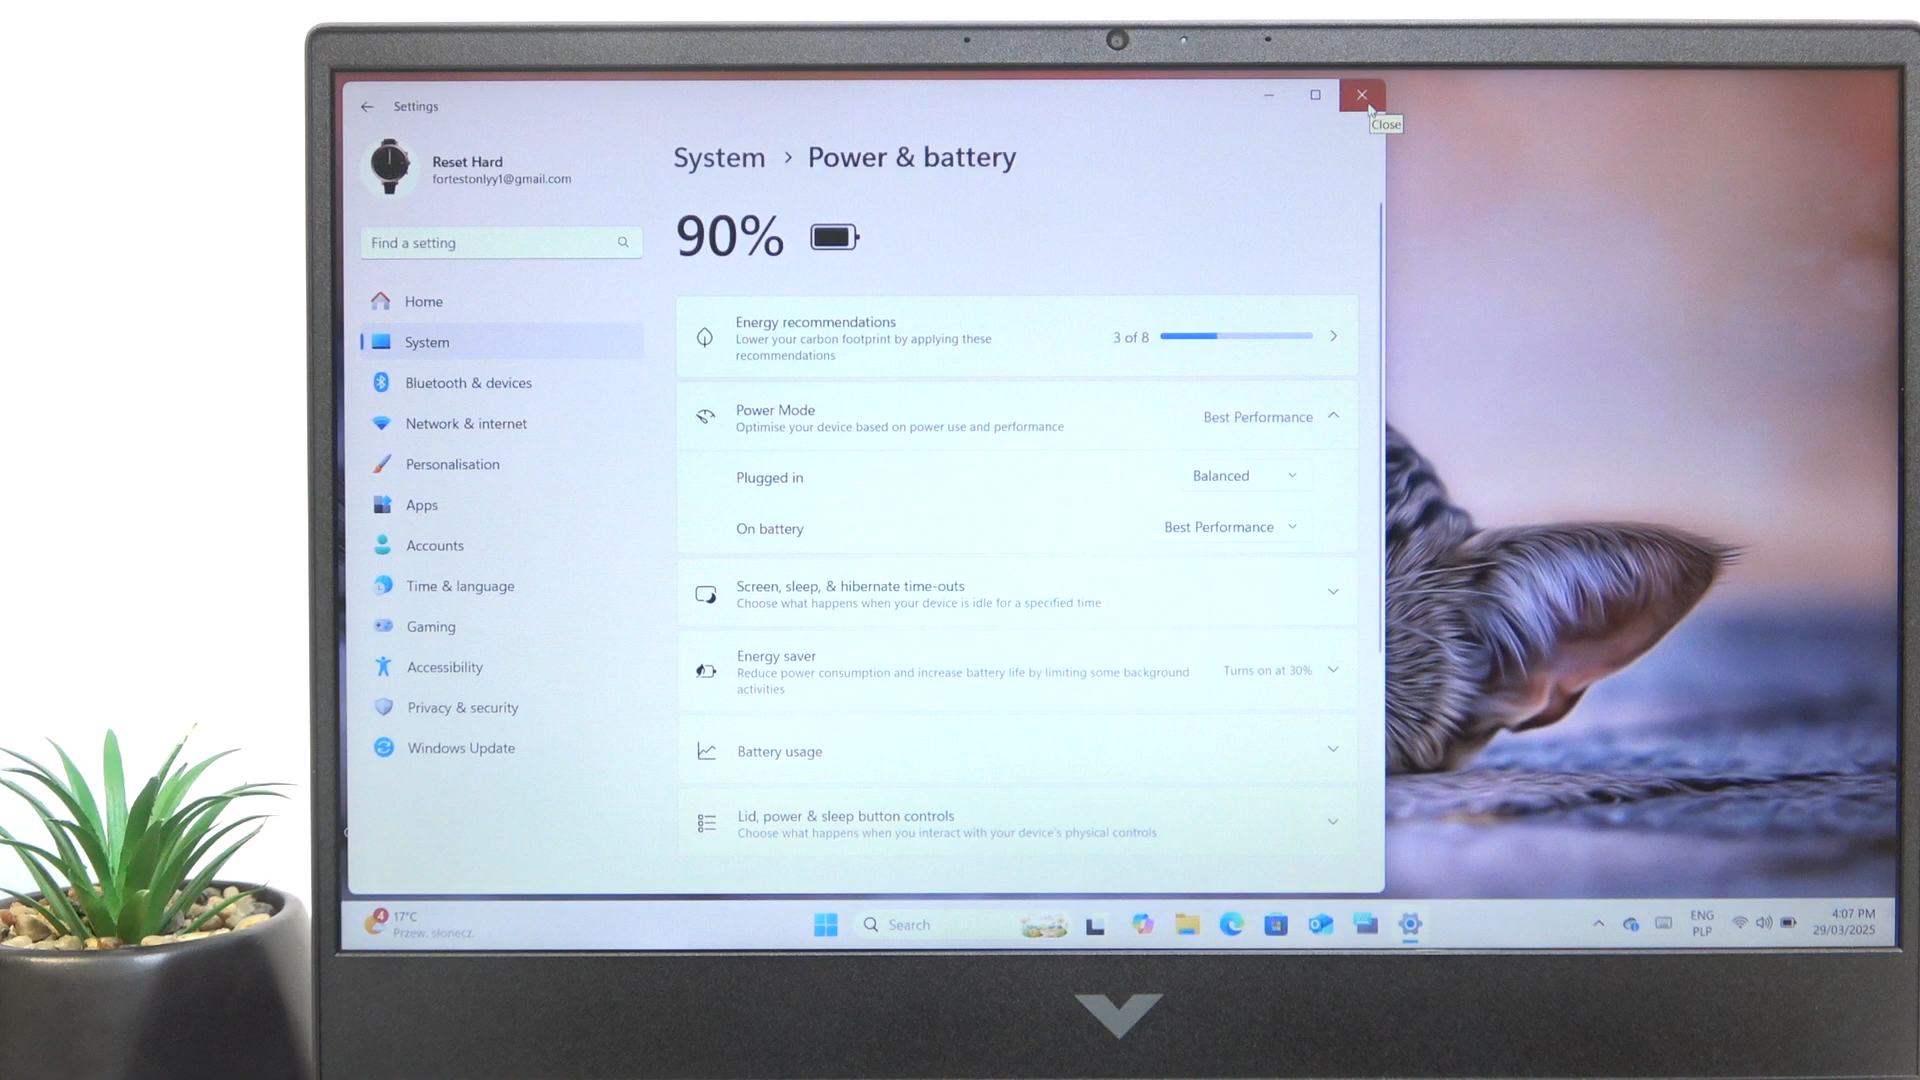 Settings
Close
Reset Hard
fortestonlyy1@gmail.com
Find a setting
Home
System
Bluetooth & devices
Network & internet
Personalisation
Apps
Accounts
Time & language
Gaming
Accessibility
Privacy & security
Windows Update
System > Power & battery
90%
Energy recommendations
Lower your carbon footprint by applying these
recommendations
3 of 8
Power Mode
Optimise your device based on power use and performance
Best Performance
Plugged in
Balanced
On battery
Best Performance
Screen, sleep, & hibernate time-outs
Choose what happens when your device is idle for a specified time
Energy saver
Reduce power consumption and increase battery life by limiting some background
activities
Turns on at 30%
Battery usage
Lid, power & sleep button controls
Choose what happens when you interact with your device's physical controls
4
17°C
Przew. słonecz.
Search
ENG
PLP
4:07 PM
29/03/2025